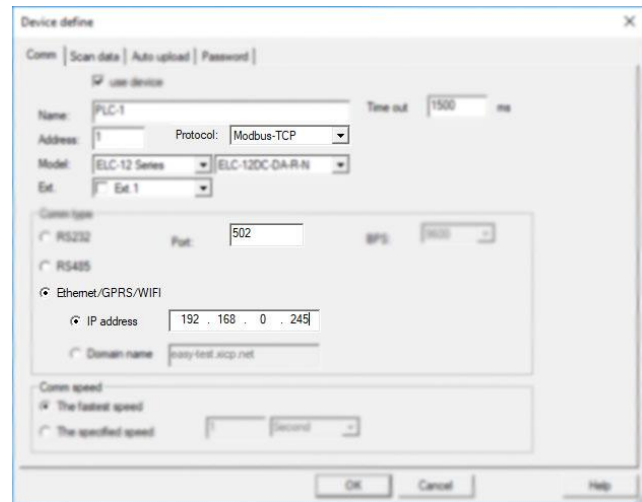 Device define
Comm Scan data Auto upload Password
use device
Name: PLC-1 Time out 1500 ms
Address: 1 Protocol: Modbus-TCP
Model: ELC-12 Series ELC-12DC-DA-R-N
Ext. Ext.1
Comm type
RS232 Port: 502 BPS: 9600
RS485
Ethernet/GPRS/WIFI
IP address 192 . 168 . 0 . 245
Domain name easy-test.xicp.net
Comm speed
The fastest speed
The specified speed 1 Second
OK Cancel Help